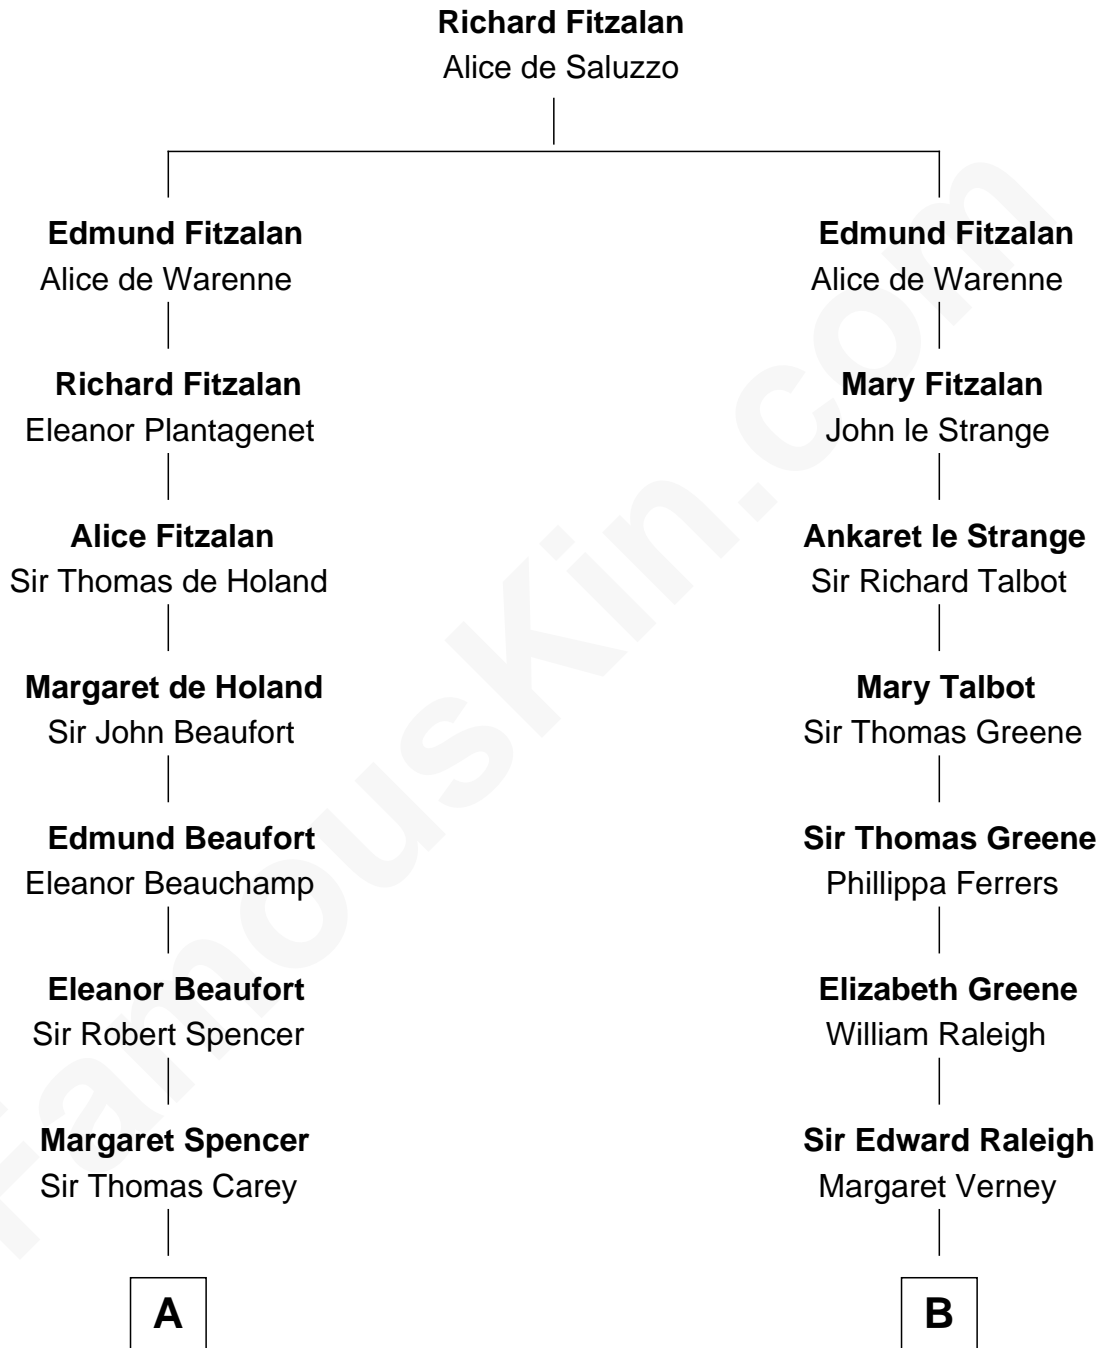 Richard Fitzalan
Alice de Saluzzo
Edmund Fitzalan
Alice de Warenne
Edmund Fitzalan
Alice de Warenne
Richard Fitzalan
Eleanor Plantagenet
Mary Fitzalan
John le Strange
Alice Fitzalan
Sir Thomas de Holand
Ankaret le Strange
Sir Richard Talbot
Margaret de Holand
Sir John Beaufort
Mary Talbot
Sir Thomas Greene
Edmund Beaufort
Eleanor Beauchamp
Sir Thomas Greene
Phillippa Ferrers
Eleanor Beaufort
Sir Robert Spencer
Elizabeth Greene
William Raleigh
Margaret Spencer
Sir Thomas Carey
Sir Edward Raleigh
Margaret Verney
A
B
FamousKin.com